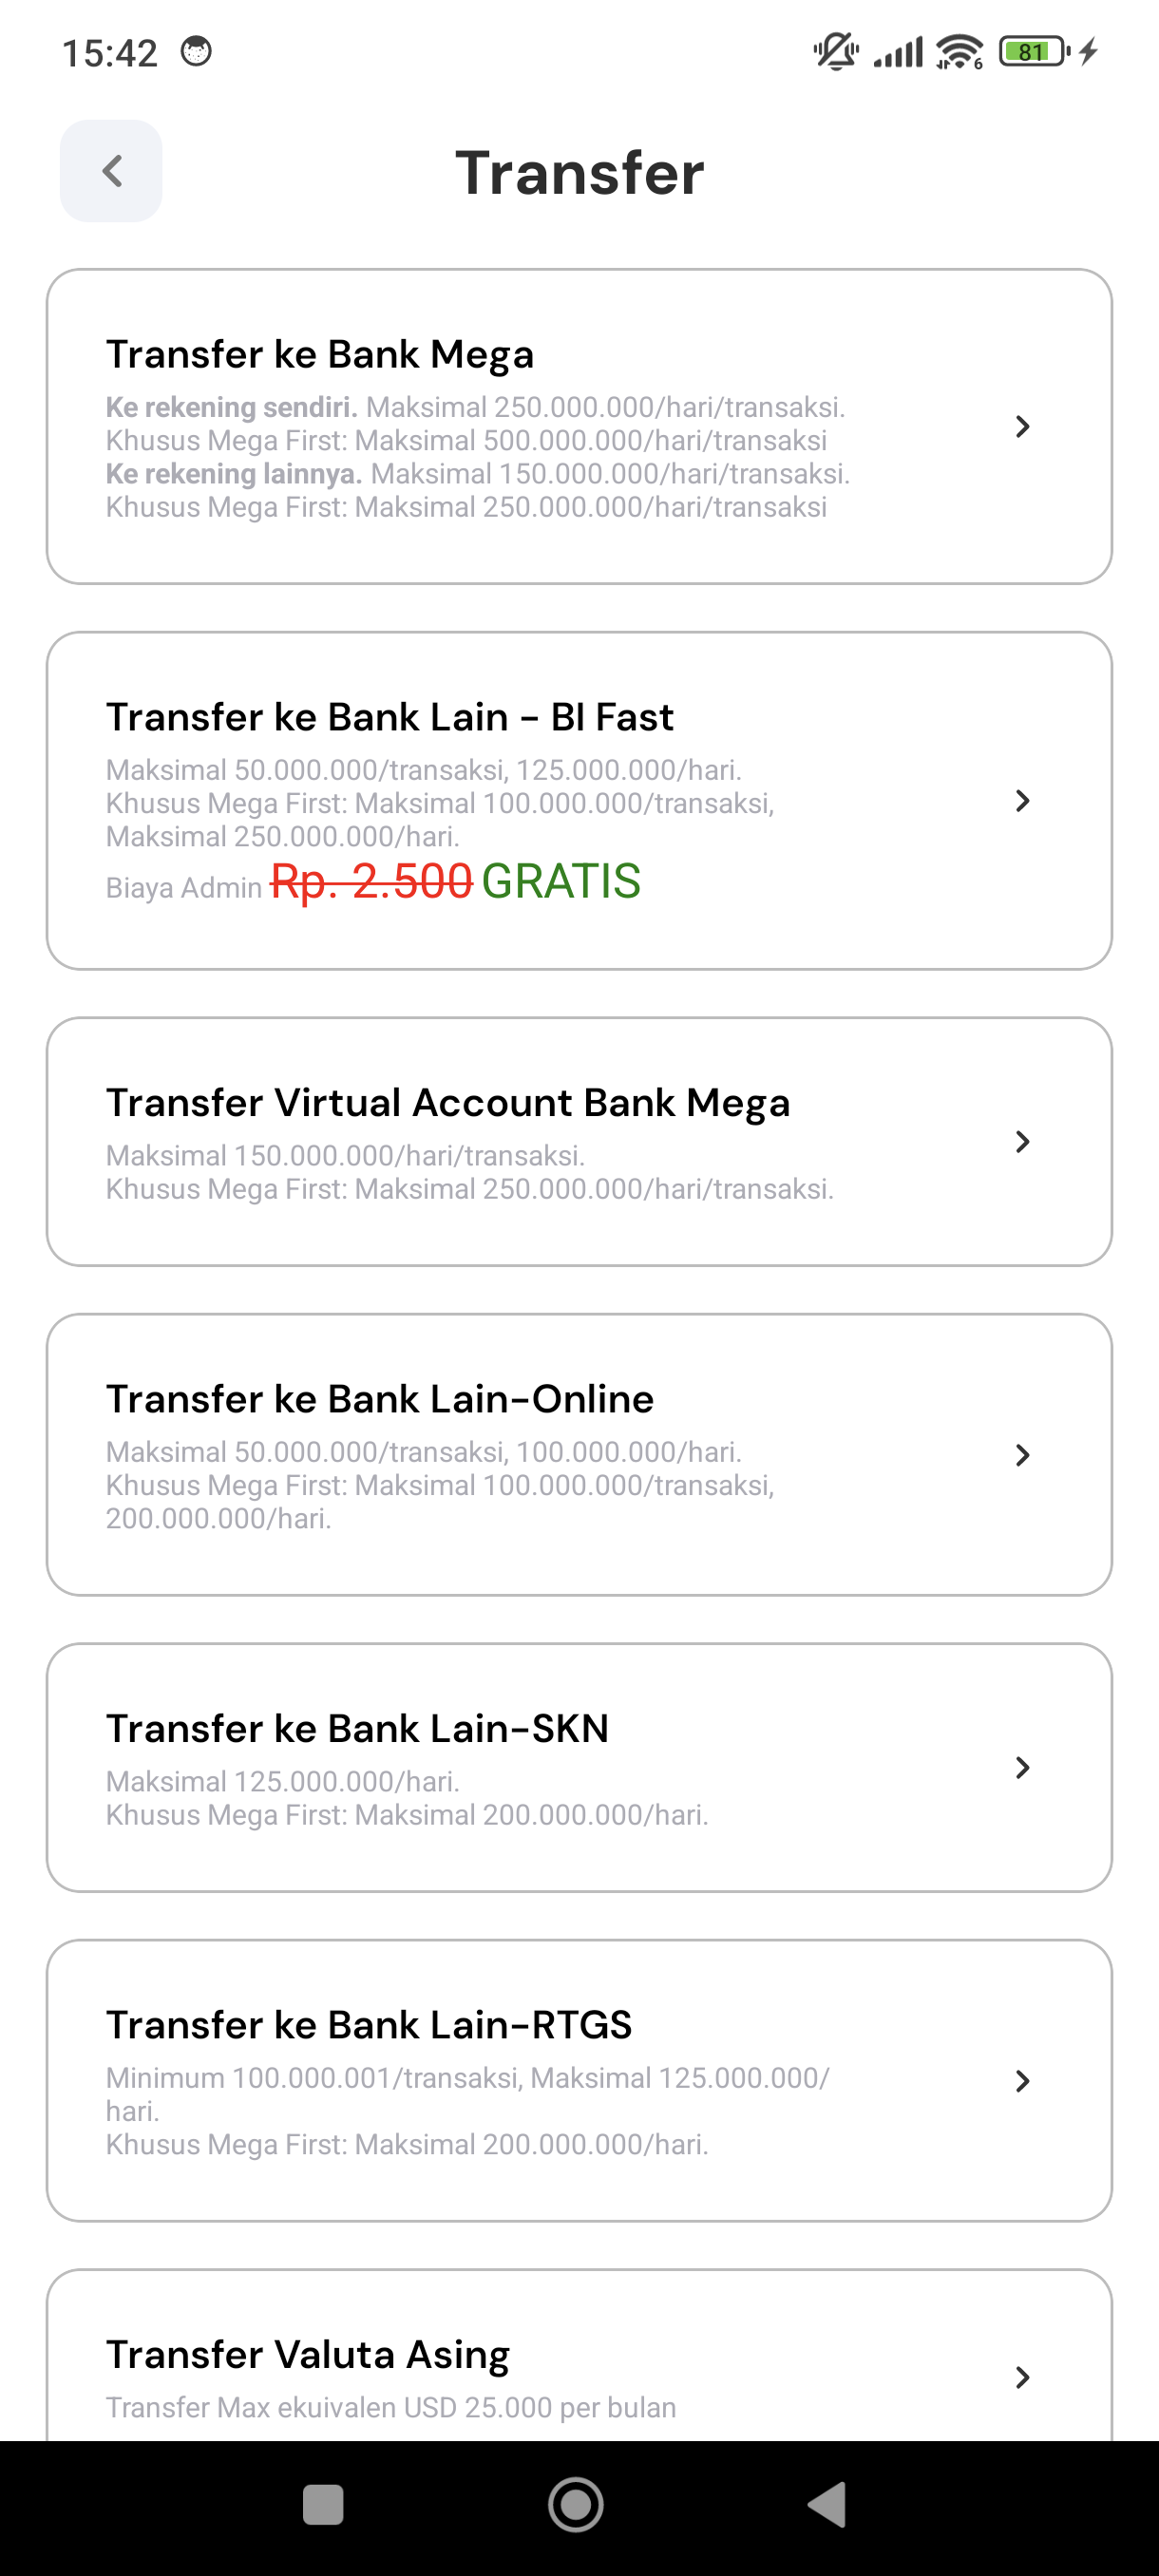 15:42
6
81
Transfer
Transfer ke Bank Mega
Ke rekening sendiri. Maksimal 250.000.000/hari/transaksi.
Khusus Mega First: Maksimal 500.000.000/hari/transaksi
Ke rekening lainnya. Maksimal 150.000.000/hari/transaksi.
Khusus Mega First: Maksimal 250.000.000/hari/transaksi
Transfer ke Bank Lain - BI Fast
Maksimal 50.000.000/transaksi, 125.000.000/hari.
Khusus Mega First: Maksimal 100.000.000/transaksi,
Maksimal 250.000.000/hari.
Biaya Admin Rp. 2.500 GRATIS
Transfer Virtual Account Bank Mega
Maksimal 150.000.000/hari/transaksi.
Khusus Mega First: Maksimal 250.000.000/hari/transaksi.
Transfer ke Bank Lain-Online
Maksimal 50.000.000/transaksi, 100.000.000/hari.
Khusus Mega First: Maksimal 100.000.000/transaksi,
200.000.000/hari.
Transfer ke Bank Lain-SKN
Maksimal 125.000.000/hari.
Khusus Mega First: Maksimal 200.000.000/hari.
Transfer ke Bank Lain-RTGS
Minimum 100.000.001/transaksi, Maksimal 125.000.000/
hari.
Khusus Mega First: Maksimal 200.000.000/hari.
Transfer Valuta Asing
Transfer Max ekuivalen USD 25.000 per bulan